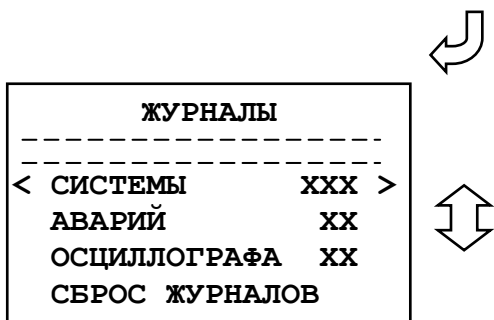 ЖУРНАЛЫ
< СИСТЕМЫ XXX >
АВАРИЙ XX
ОСЦИЛЛОГРАФА XX
СБРОС ЖУРНАЛОВ